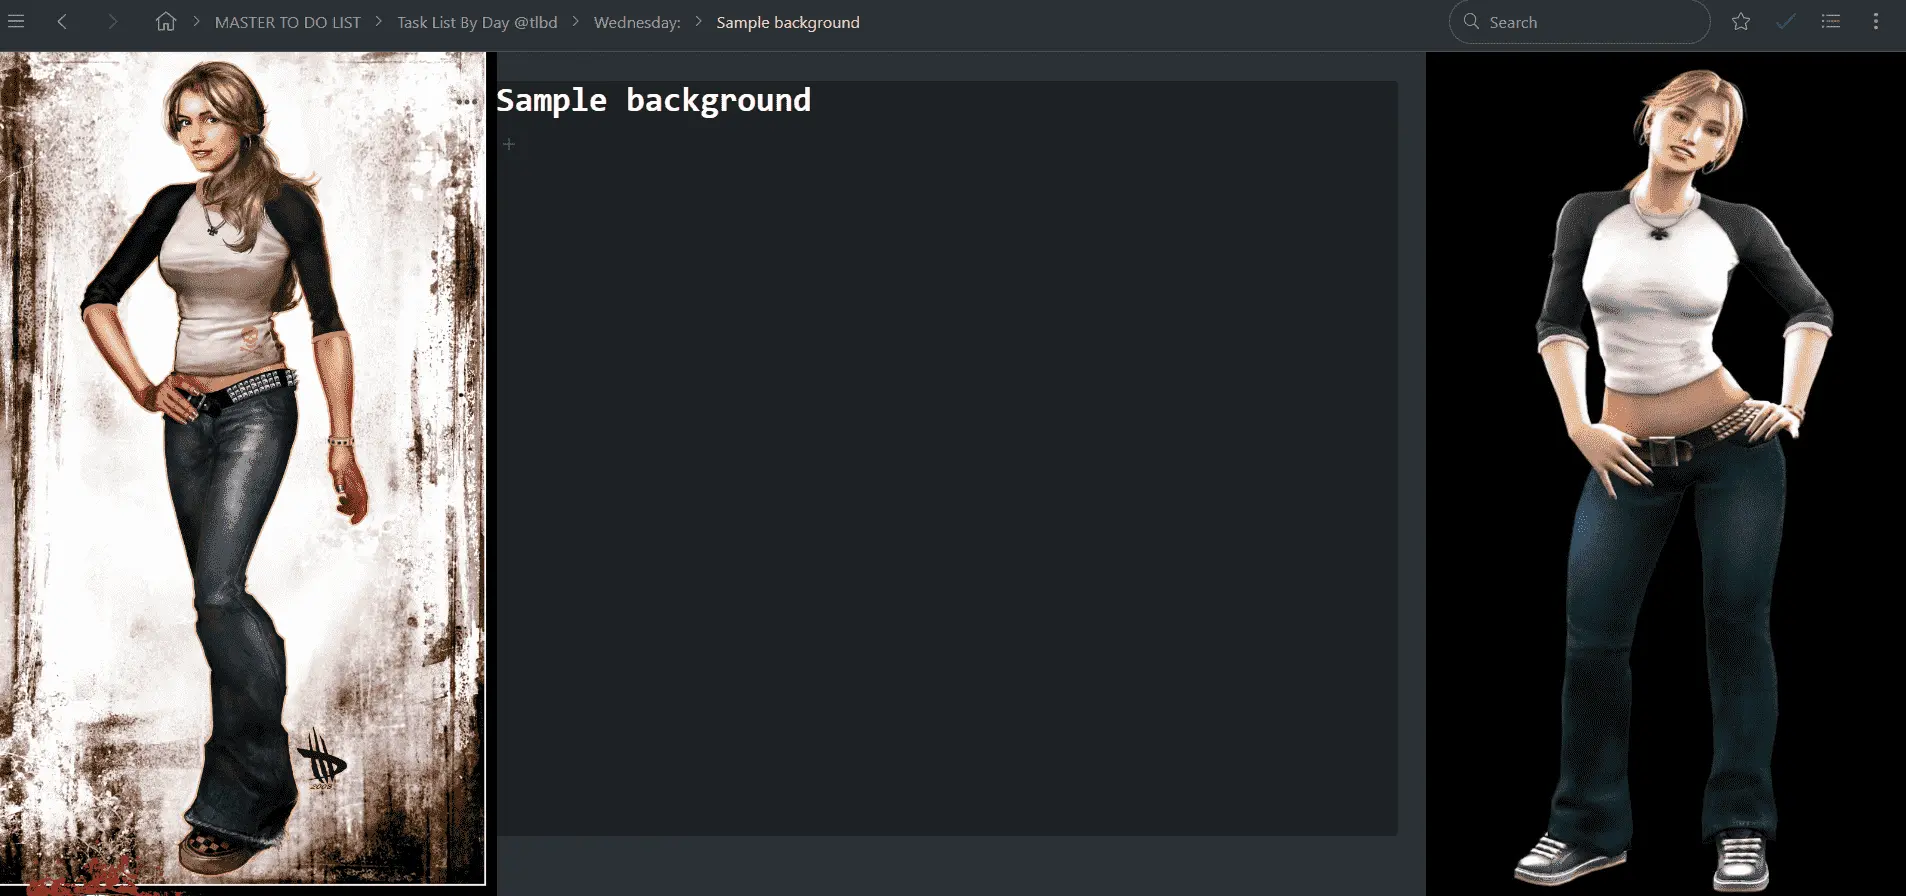 MASTER TO DO LIST > Task List By Day @tlbd > Wednesday: > Sample background
Search
Sample background
2008